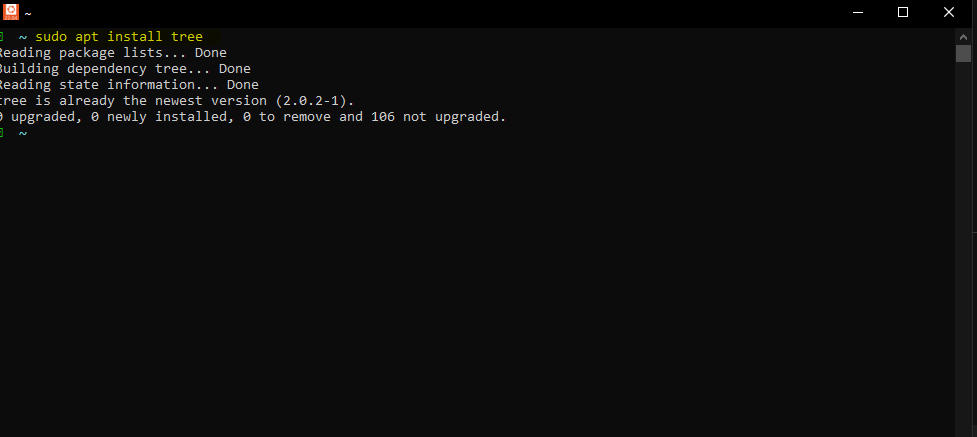 ~
~ sudo apt install tree
Reading package lists... Done
Building dependency tree... Done
Reading state information... Done
tree is already the newest version (2.0.2-1).
0 upgraded, 0 newly installed, 0 to remove and 106 not upgraded.
~